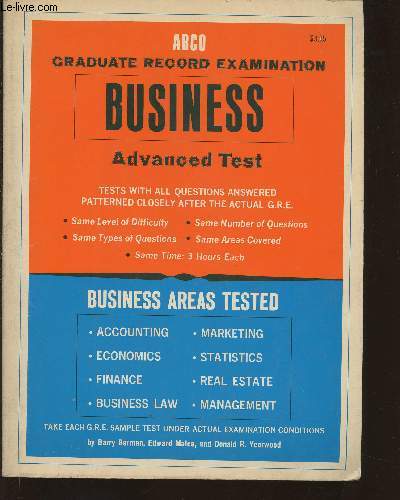 © Le-livre.com
ARCO
GRADUATE RECORD EXAMINATION
BUSINESS
Advanced Test
TESTS WITH ALL QUESTIONS ANSWERED
PATTERNED CLOSELY AFTER THE ACTUAL G.R.E.
• Same Level of Difficulty • Same Number of Questions
• Same Types of Questions • Same Areas Covered
• Same Time: 3 Hours Each
BUSINESS AREAS TESTED
• ACCOUNTING • MARKETING
• ECONOMICS • STATISTICS
• FINANCE • REAL ESTATE
• BUSINESS LAW • MANAGEMENT
TAKE EACH G.R.E. SAMPLE TEST UNDER ACTUAL EXAMINATION CONDITIONS
by Barry Berman, Edward and Donald R. Yearwood